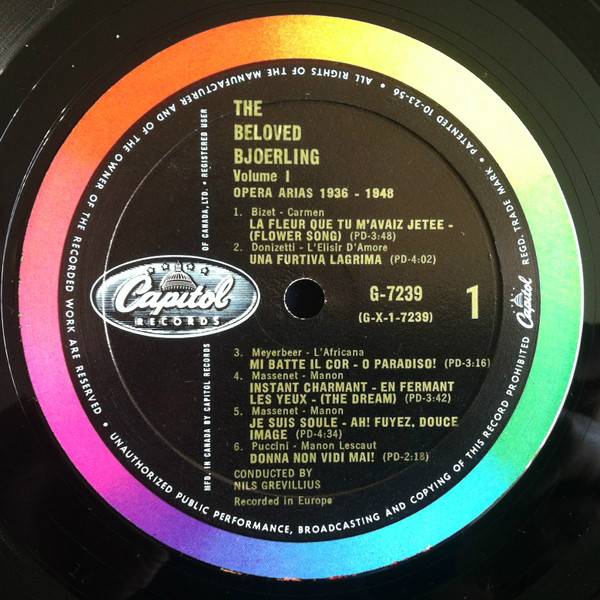 THE
BELOVED
BJOERLING
Volume I
OPERA ARIAS 1936 - 1948
1. Bizet - Carmen
LA FLEUR QUE TU M'AVAIZ JETEE -
(FLOWER SONG) (PD-3:48)
2. Donizetti - L'Elisir D'Amore
UNA FURTIVA LAGRIMA (PD-4:02)
Capitol
RECORDS
G-7239
(G-X-1-7239)
1
3. Meyerbeer - L'Africana
MI BATTE IL COR - O PARADISO! (PD-3:16)
4. Massenet - Manon
INSTANT CHARMANT - EN FERMANT
LES YEUX - (THE DREAM) (PD-3:42)
5. Massenet - Manon
JE SUIS SOULE - AH! FUYEZ, DOUCE
IMAGE (PD-4:34)
6. Puccini - Manon Lescaut
DONNA NON VIDI MAI! (PD-2:18)
CONDUCTED BY
NILS GREVILLIUS
Recorded in Europe
MFD. IN CANADA BY CAPITOL RECORDS OF CANADA, LTD. • REGISTERED USER
Capitol REGD. TRADE MARK • PATENTED 10-23-56 • ALL RIGHTS OF THE MANUFACTURER AND OF THE OWNER OF THE RECORDED WORK ARE RESERVED • UNAUTHORIZED PUBLIC PERFORMANCE, BROADCASTING AND COPYING OF THIS RECORD PROHIBITED